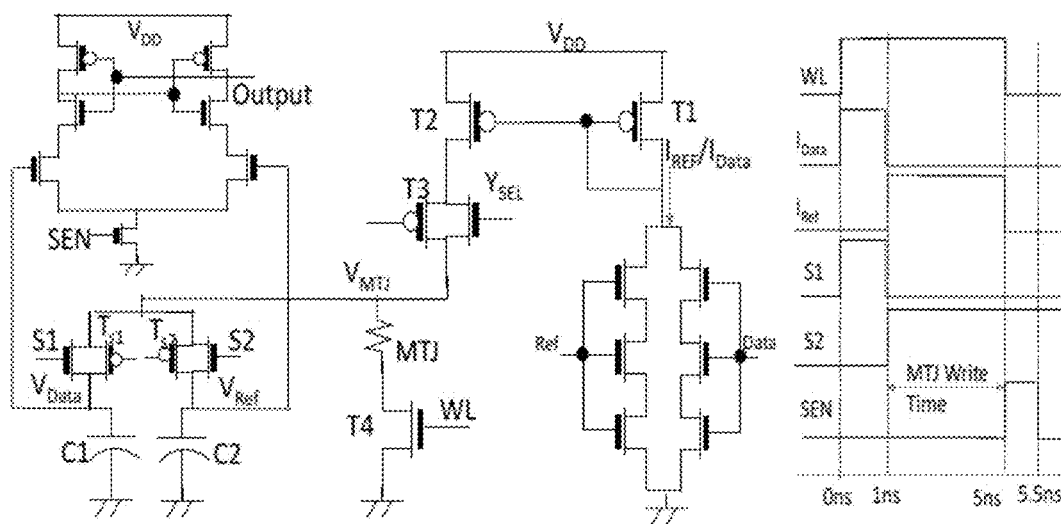 V_DD
Output
SEN
S1
T_s1
T_s2
S2
V_Data
V_Ref
C1
C2
V_DD
T2
T1
I_REF/I_Data
T3
Y_SEL
V_MTJ
MTJ
T4
WL
Ref
Data
WL
I_Data
I_Ref
S1
S2
MTJ Write
Time
SEN
0ns
1ns
5ns
5.5ns